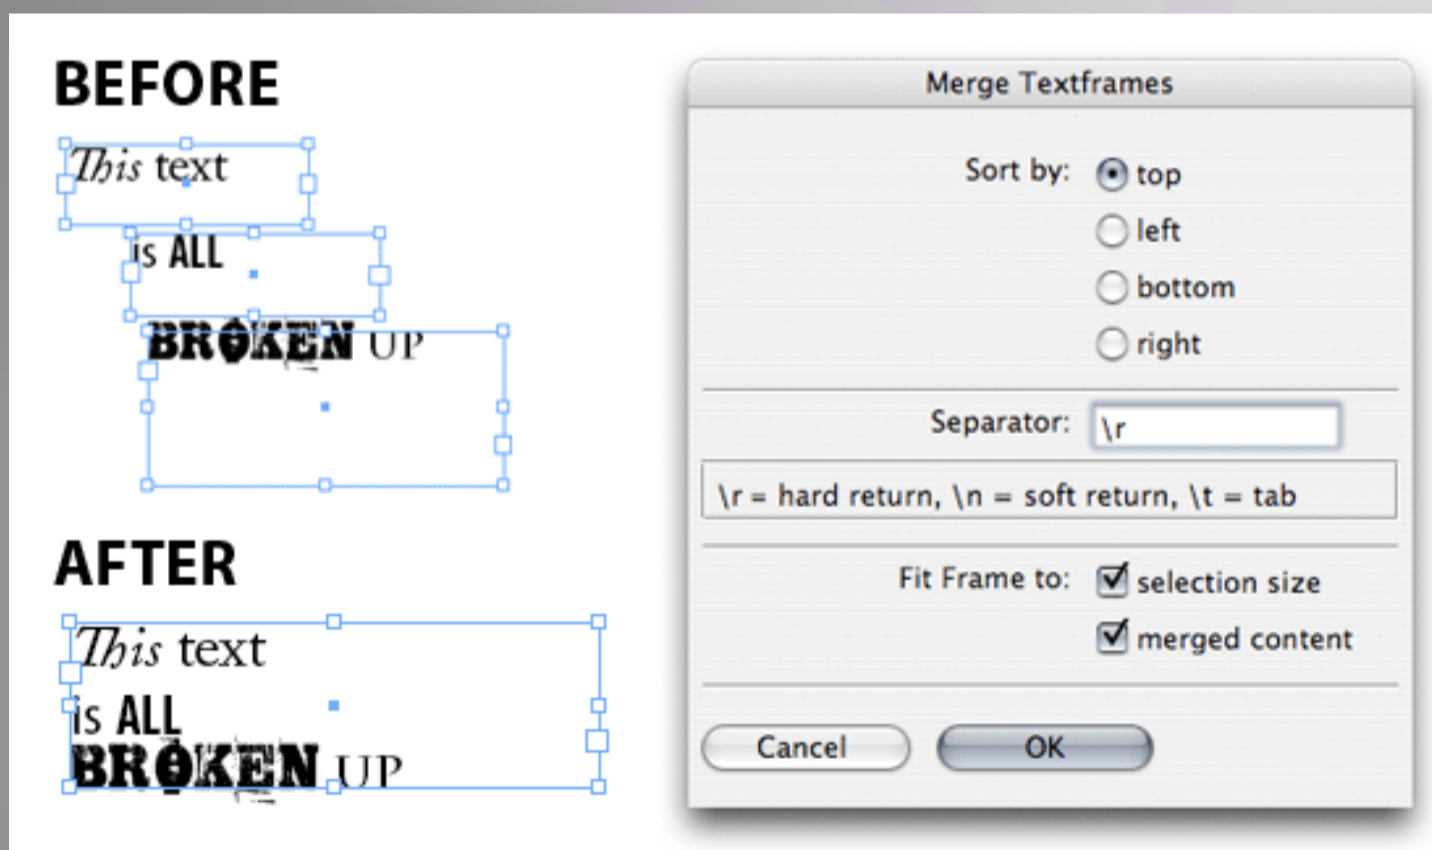 BEFORE
This text
is ALL
BROKEN UP
AFTER
This text
is ALL
BROKEN UP
Merge Textframes
Sort by: top
left
bottom
right
Separator: \r
\r = hard return, \n = soft return, \t = tab
Fit Frame to: selection size
merged content
Cancel OK